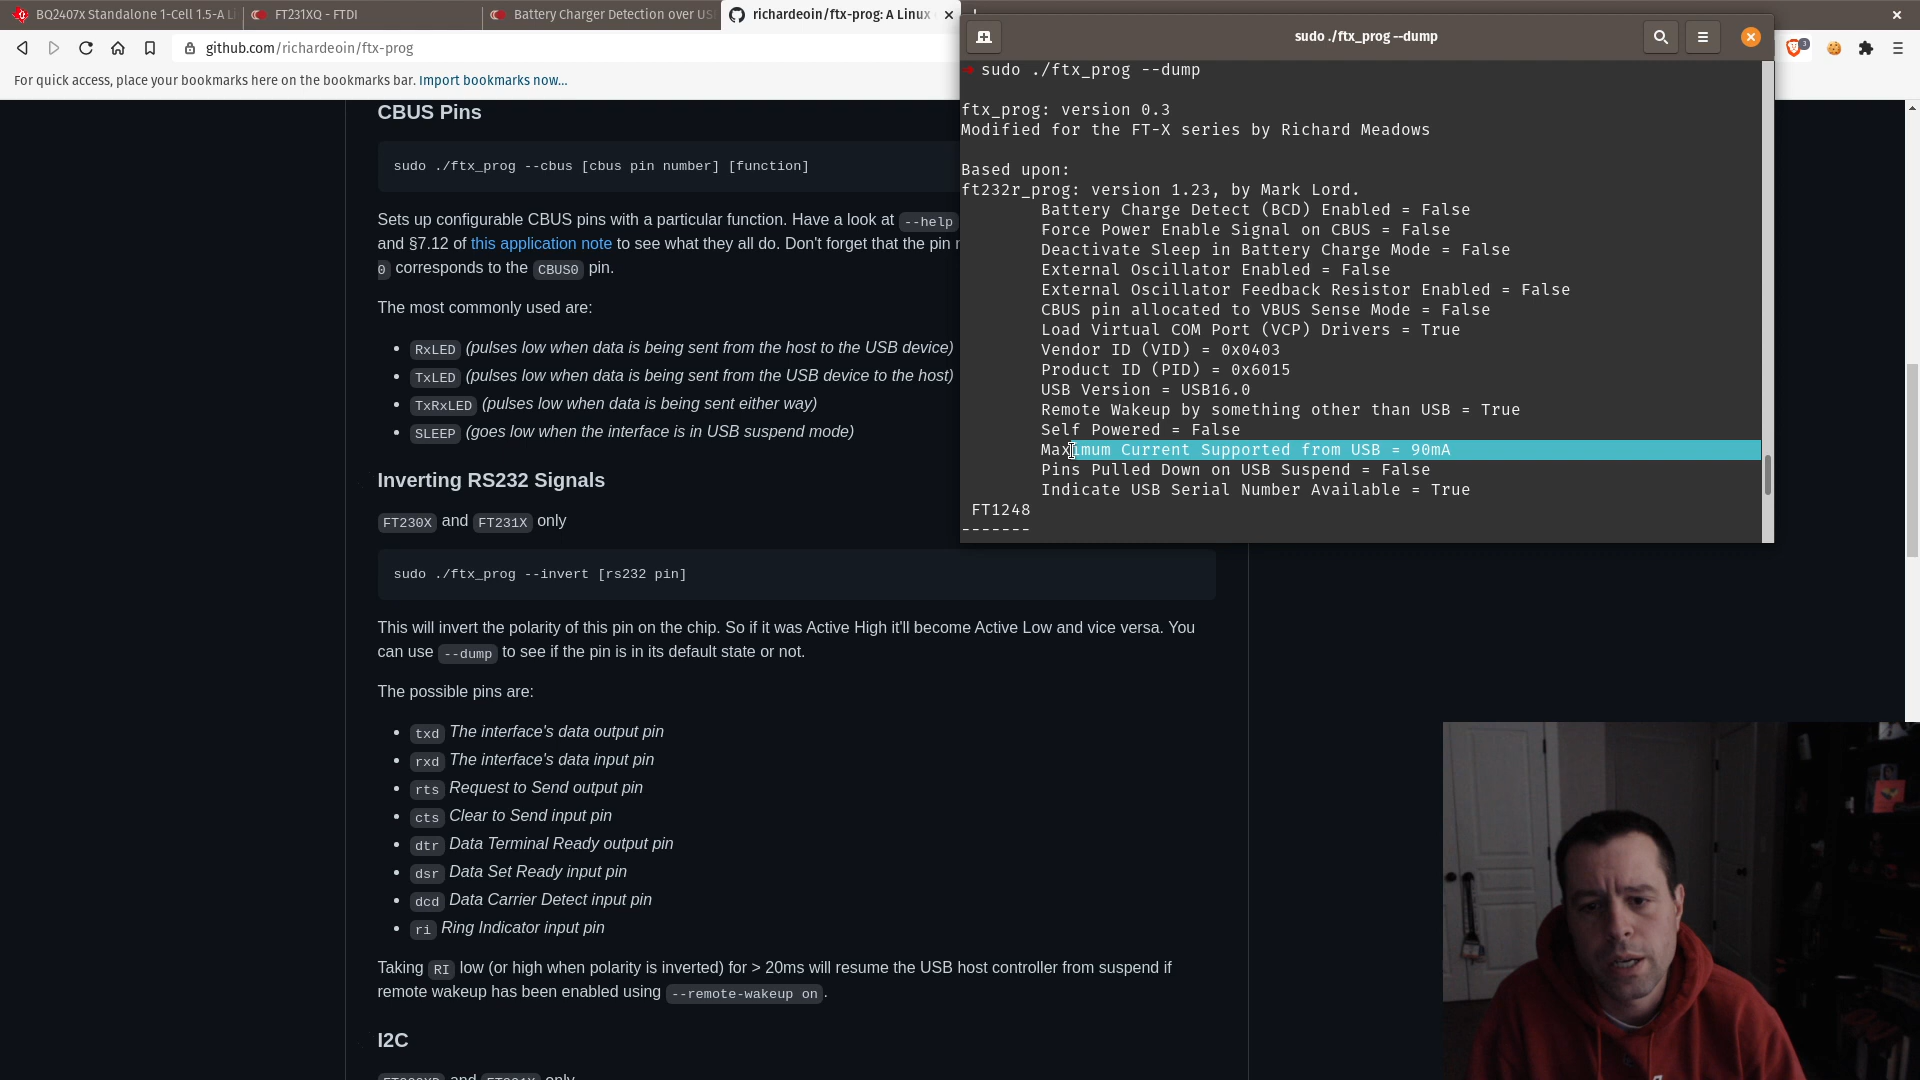 BQ2407x Standalone 1-Cell 1.5-A L
FT231XQ - FTDI
Battery Charger Detection over US
richardeoin/ftx-prog: A Linux
github.com/richardeoin/ftx-prog
For quick access, place your bookmarks here on the bookmarks bar. Import bookmarks now...
CBUS Pins
sudo ./ftx_prog --cbus [cbus pin number] [function]
Sets up configurable CBUS pins with a particular function. Have a look at --help
and §7.12 of this application note to see what they all do. Don't forget that the pin
0 corresponds to the CBUS0 pin.
The most commonly used are:
RxLED (pulses low when data is being sent from the host to the USB device)
TxLED (pulses low when data is being sent from the USB device to the host)
TxRxLED (pulses low when data is being sent either way)
SLEEP (goes low when the interface is in USB suspend mode)
Inverting RS232 Signals
FT230X and FT231X only
sudo ./ftx_prog --invert [rs232 pin]
This will invert the polarity of this pin on the chip. So if it was Active High it'll become Active Low and vice versa. You
can use --dump to see if the pin is in its default state or not.
The possible pins are:
txd The interface's data output pin
rxd The interface's data input pin
rts Request to Send output pin
cts Clear to Send input pin
dtr Data Terminal Ready output pin
dsr Data Set Ready input pin
dcd Data Carrier Detect input pin
ri Ring Indicator input pin
Taking RI low (or high when polarity is inverted) for > 20ms will resume the USB host controller from suspend if
remote wakeup has been enabled using --remote-wakeup on.
I2C
and only
sudo ./ftx_prog --dump
3
sudo ./ftx_prog --dump
ftx_prog: version 0.3
Modified for the FT-X series by Richard Meadows
Based upon:
ft232r_prog: version 1.23, by Mark Lord.
Battery Charge Detect (BCD) Enabled = False
Force Power Enable Signal on CBUS = False
Deactivate Sleep in Battery Charge Mode = False
External Oscillator Enabled = False
External Oscillator Feedback Resistor Enabled = False
CBUS pin allocated to VBUS Sense Mode = False
Load Virtual COM Port (VCP) Drivers = True
Vendor ID (VID) = 0x0403
Product ID (PID) = 0x6015
USB Version = USB16.0
Remote Wakeup by something other than USB = True
Self Powered = False
Maximum Current Supported from USB = 90mA
Pins Pulled Down on USB Suspend = False
Indicate USB Serial Number Available = True
FT1248
-------